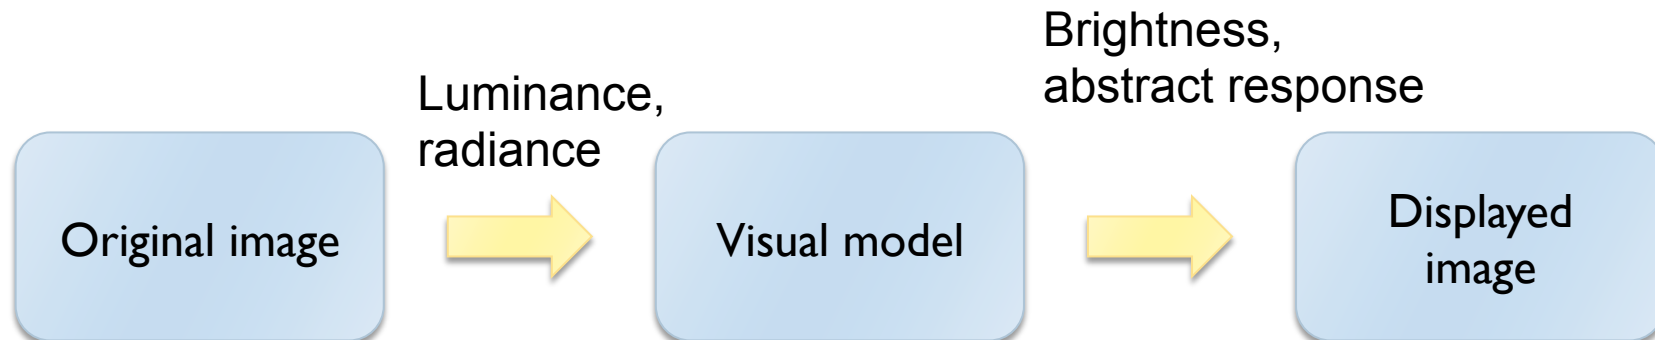 Original image
Luminance,
radiance
Visual model
Brightness,
abstract response
Displayed
image